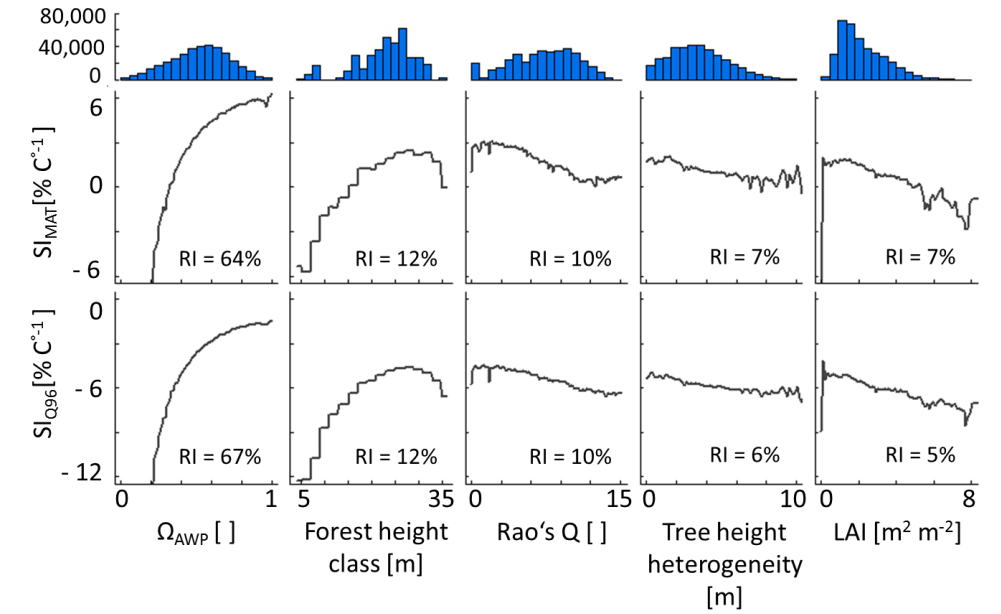 80,000
40,000
0
6
0
- 6
SI_MAT[% C°⁻¹ ]
RI = 64%
RI = 12%
RI = 10%
RI = 7%
RI = 7%
0
- 6
- 12
SI_Q96[% C°⁻¹ ]
RI = 67%
RI = 12%
RI = 10%
RI = 6%
RI = 5%
0 1 5 35 0 15 0 10 0 8
Ω_AWP [ ]
Forest height
class [m]
Rao‘s Q [ ]
Tree height
heterogeneity
[m]
LAI [m² m⁻²]